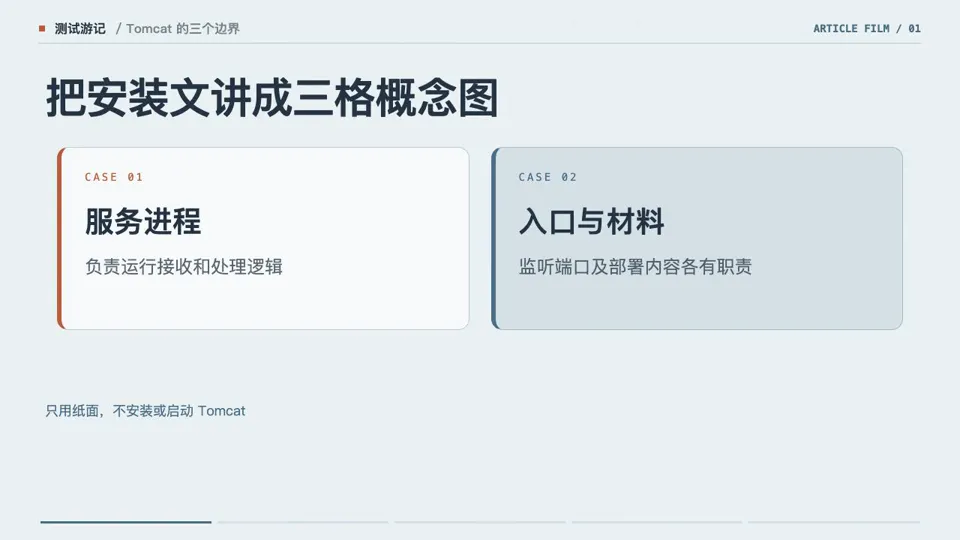 测试游记 / Tomcat 的三个边界
ARTICLE FILM / 01
把安装文讲成三格概念图
CASE 01
服务进程
负责运行接收和处理逻辑
CASE 02
入口与材料
监听端口及部署内容各有职责
只用纸面，不安装或启动 Tomcat